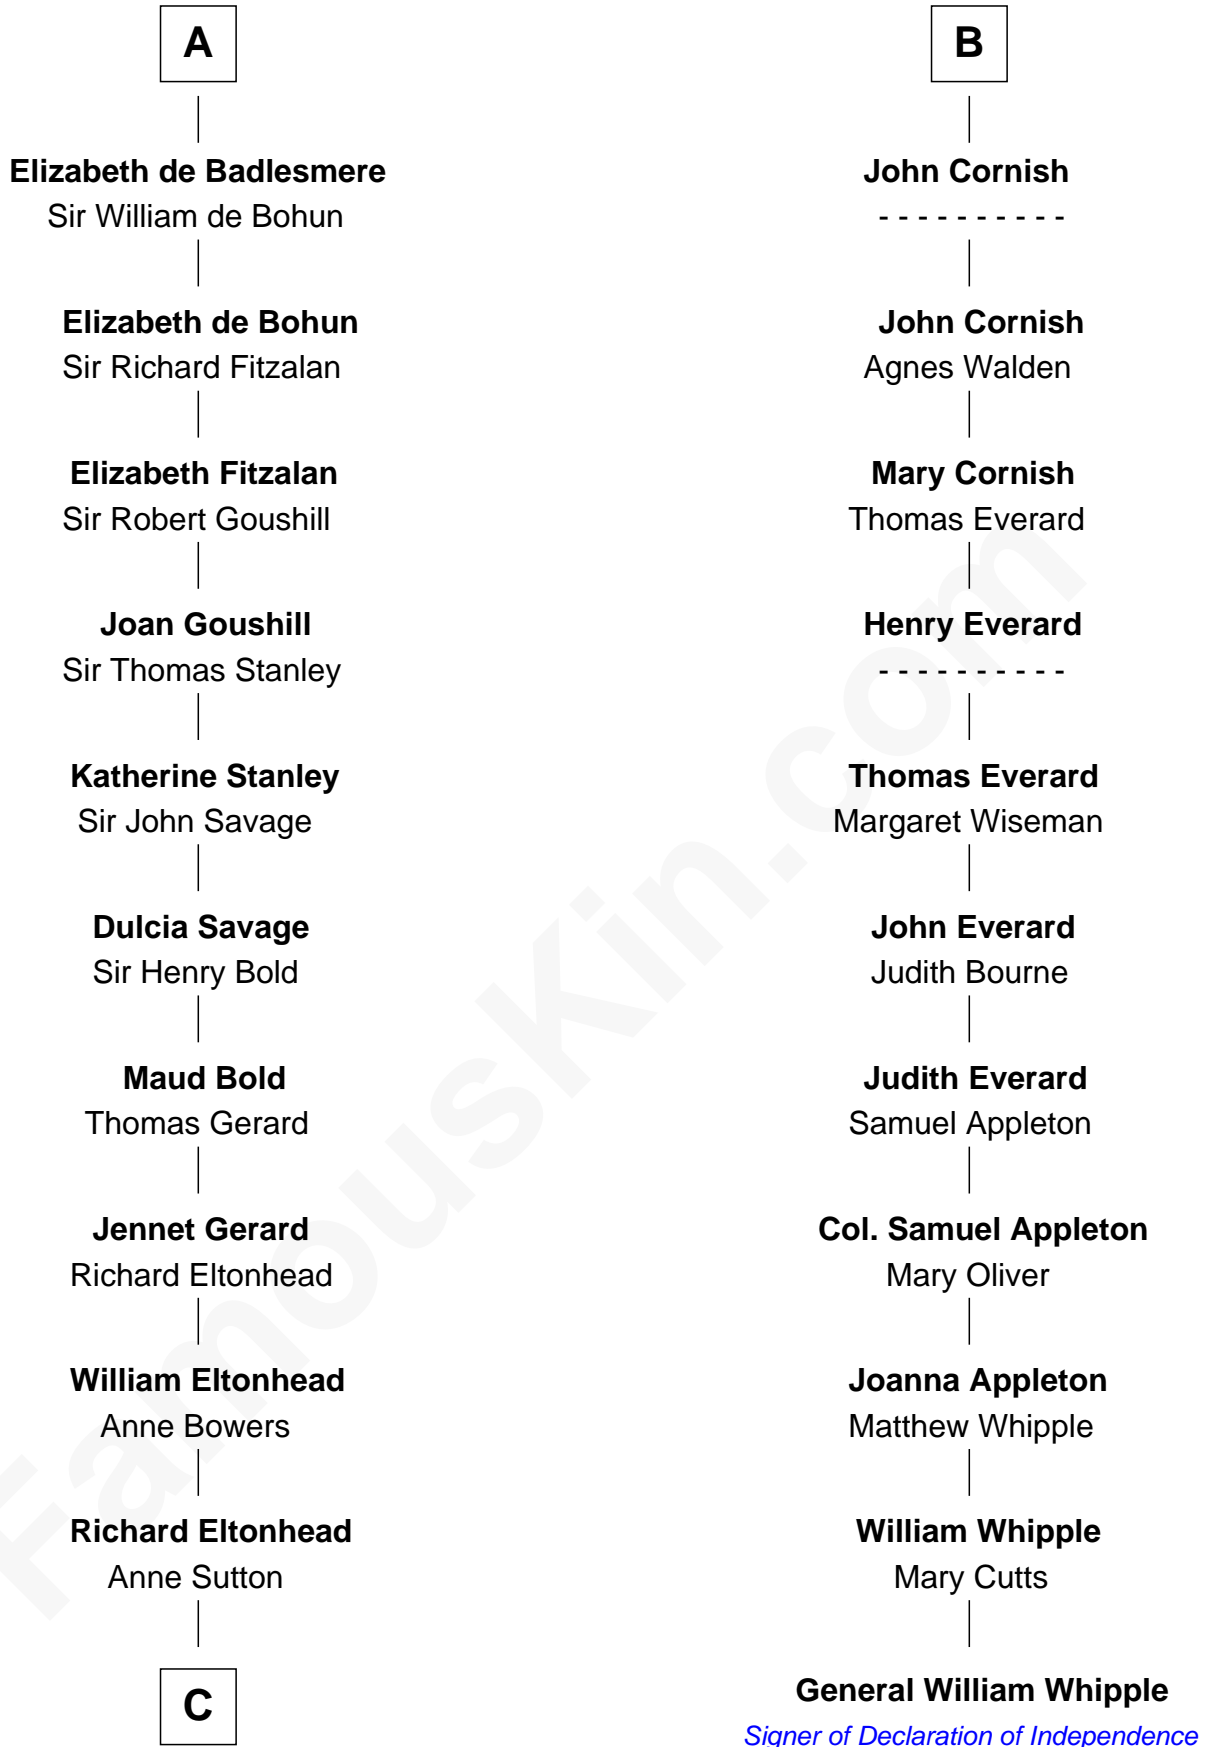 A
Elizabeth de Badlesmere
Sir William de Bohun
Elizabeth de Bohun
Sir Richard Fitzalan
Elizabeth Fitzalan
Sir Robert Goushill
Joan Goushill
Sir Thomas Stanley
Katherine Stanley
Sir John Savage
Dulcia Savage
Sir Henry Bold
Maud Bold
Thomas Gerard
Jennet Gerard
Richard Eltonhead
William Eltonhead
Anne Bowers
Richard Eltonhead
Anne Sutton
C
B
John Cornish
- - - - - - - - - -
John Cornish
Agnes Walden
Mary Cornish
Thomas Everard
Henry Everard
- - - - - - - - - -
Thomas Everard
Margaret Wiseman
John Everard
Judith Bourne
Judith Everard
Samuel Appleton
Col. Samuel Appleton
Mary Oliver
Joanna Appleton
Matthew Whipple
William Whipple
Mary Cutts
General William Whipple
Signer of Declaration of Independence
FamousKin.com